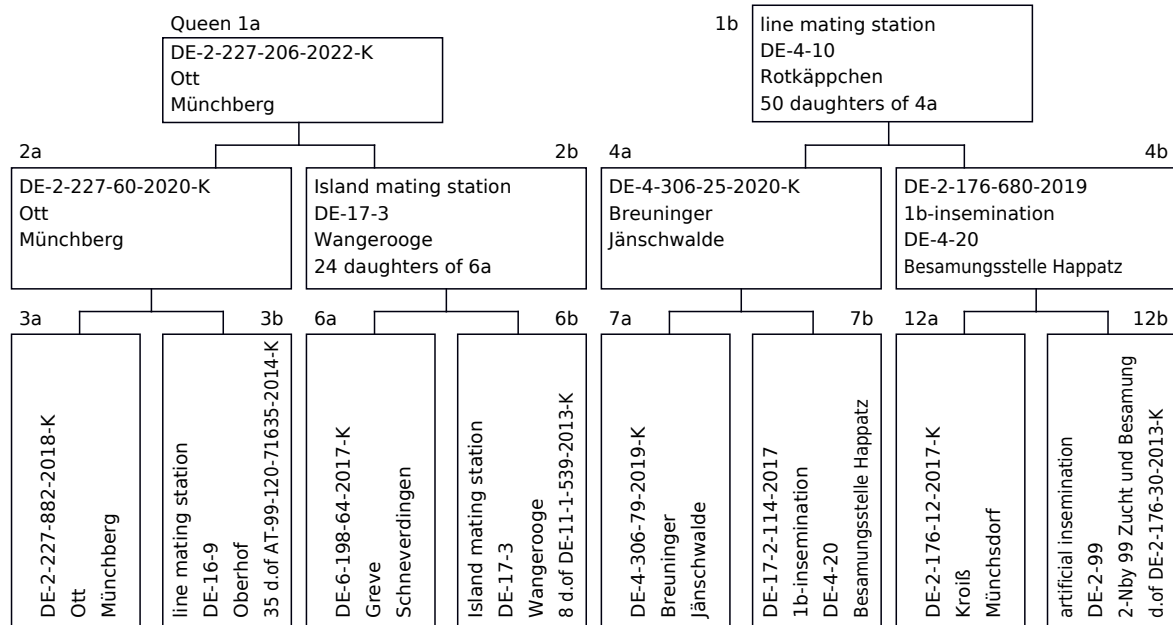 Queen 1a
DE-2-227-206-2022-K
Ott
Münchberg
1b
line mating station
DE-4-10
Rotkäppchen
50 daughters of 4a
2a
DE-2-227-60-2020-K
Ott
Münchberg
2b
Island mating station
DE-17-3
Wangerooge
24 daughters of 6a
4a
DE-4-306-25-2020-K
Breuninger
Jänschwalde
4b
DE-2-176-680-2019
1b-insemination
DE-4-20
Besamungsstelle Happatz
3a
DE-2-227-882-2018-K
Ott
Münchberg
3b
line mating station
DE-16-9
Oberhof
35 d.of AT-99-120-71635-2014-K
6a
DE-6-198-64-2017-K
Greve
Schneverdingen
6b
Island mating station
DE-17-3
Wangerooge
8 d.of DE-11-1-539-2013-K
7a
DE-4-306-79-2019-K
Breuninger
Jänschwalde
7b
DE-17-2-114-2017
1b-insemination
DE-4-20
Besamungsstelle Happatz
12a
DE-2-176-12-2017-K
Kroiß
Münchsdorf
12b
artificial insemination
DE-2-99
2-Nby 99 Zucht und Besamung
d.of DE-2-176-30-2013-K